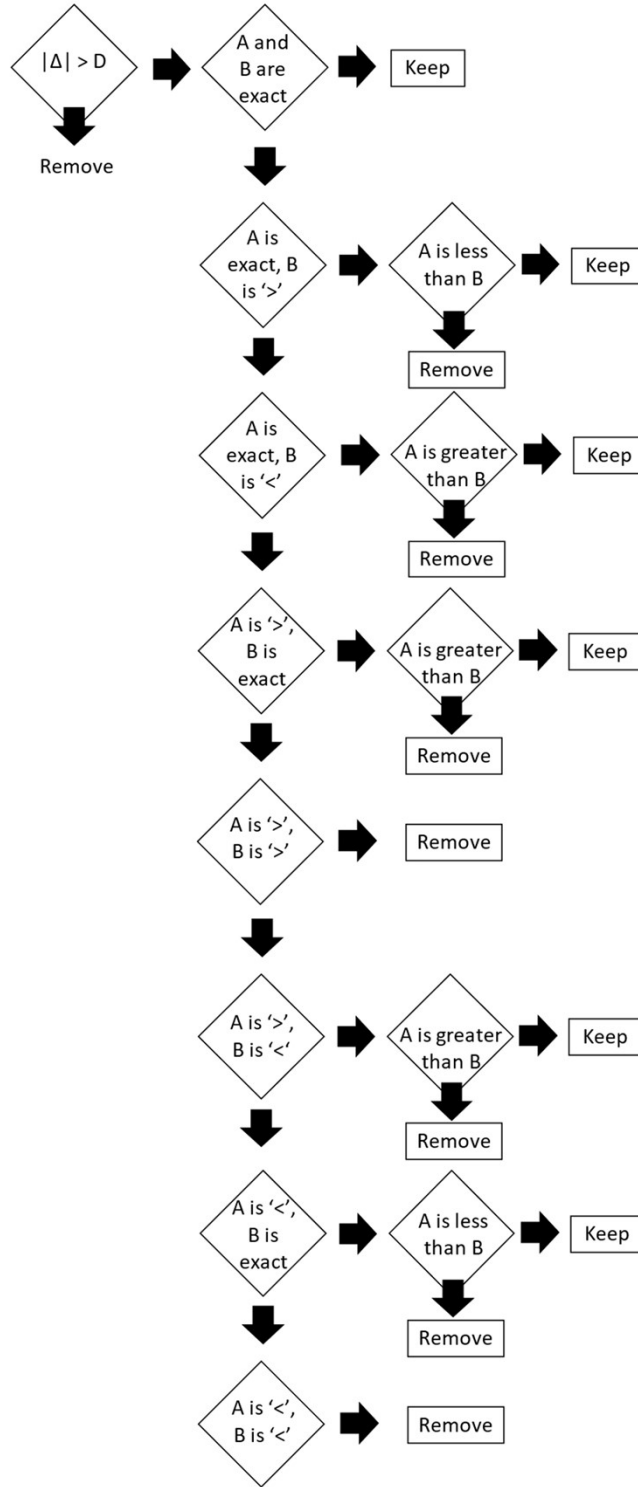 |Δ| > D
A and
B are
exact
Keep
Remove
A is
exact, B
is ‘>’
A is less
than B
Keep
Remove
A is
exact, B
is ‘<’
A is greater
than B
Keep
Remove
A is ‘>’,
B is
exact
A is greater
than B
Keep
Remove
A is ‘>’,
B is ‘>’
Remove
A is ‘>’,
B is ‘<‘
A is greater
than B
Keep
Remove
A is ‘<’,
B is
exact
A is less
than B
Keep
Remove
A is ‘<’,
B is ‘<’
Remove